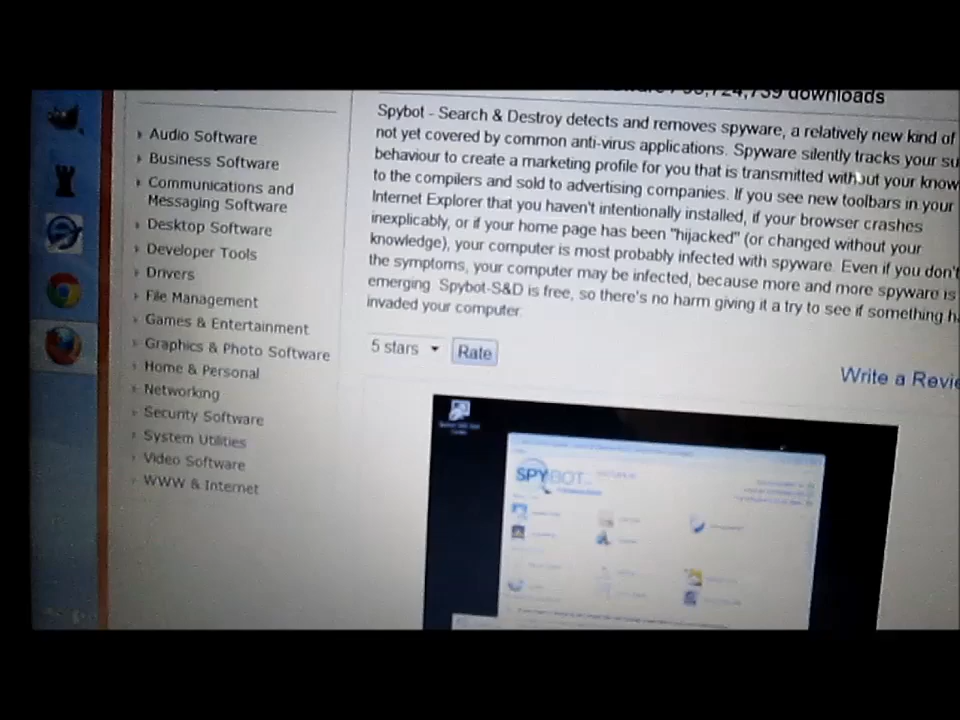 downloads
Spybot - Search & Destroy detects and removes spyware, a relatively new kind of
not yet covered by common anti-virus applications. Spyware silently tracks your su
behaviour to create a marketing profile for you that is transmitted without your know
to the compilers and sold to advertising companies. If you see new toolbars in your
Internet Explorer that you haven't intentionally installed, if your browser crashes
inexplicably, or if your home page has been "hijacked" (or changed without your
knowledge), your computer is most probably infected with spyware. Even if you don't
the symptoms, your computer may be infected, because more and more spyware is
emerging. Spybot-S&D is free, so there's no harm giving it a try to see if something ha
invaded your computer.
5 stars Rate
Write a Revie
SPYBOT
Audio Software
Business Software
Communications and
Messaging Software
Desktop Software
Developer Tools
Drivers
File Management
Games & Entertainment
Graphics & Photo Software
Home & Personal
Networking
Security Software
System Utilities
Video Software
WWW & Internet